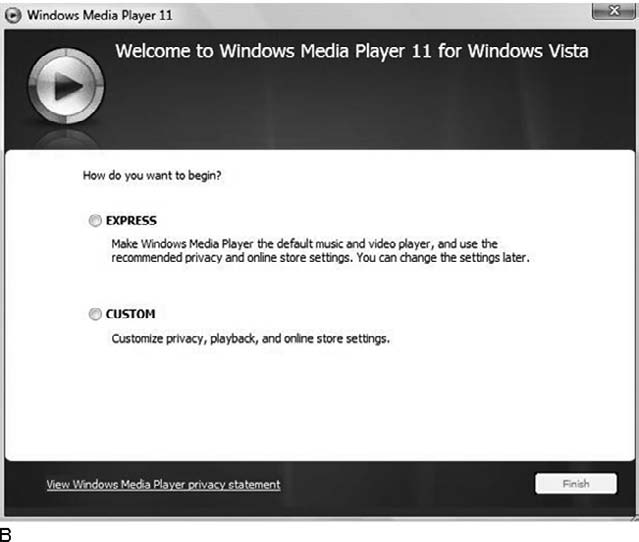 Windows Media Player 11
Welcome to Windows Media Player 11 for Windows Vista
How do you want to begin?
EXPRESS
Make Windows Media Player the default music and video player, and use the
recommended privacy and online store settings. You can change the settings later.
CUSTOM
Customize privacy, playback, and online store settings.
View Windows Media Player privacy statement
Finish
B